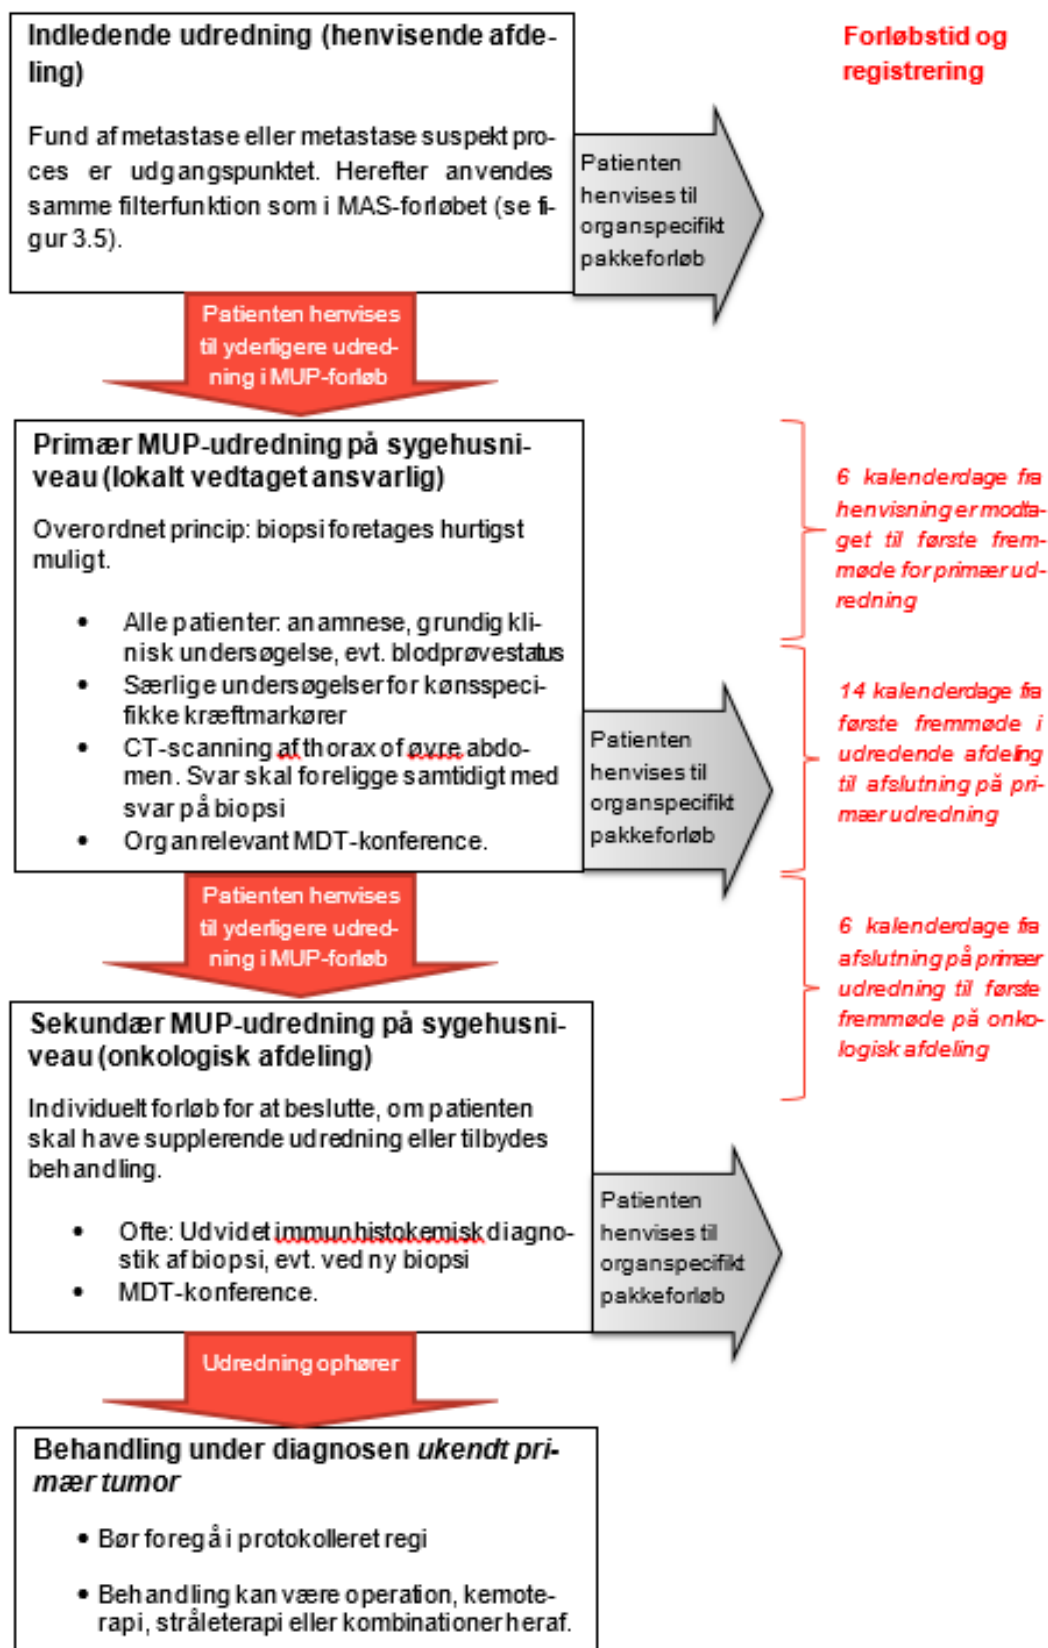 Indledende udredning (henvisende afde-
ling)
Fund af metastase eller metastase suspekt pro-
ces er udgangspunktet. Herefter anvendes
samme filterfunktion som i MAS-forløbet (se fi-
gur 3.5).
Forløbstid og
registrering
Patienten
henvises til
organspecifikt
pakkeforløb
Patienten henvises
til yderligere udred-
ning i MUP-forløb
Primær MUP-udredning på sygehusni-
veau (lokalt vedtaget ansvarlig)
Overordnet princip: biopsi foretages hurtigst
muligt.
• Alle patienter: anamnese, grundig kli-
nisk undersøgelse, evt. blodprøvestatus
• Særlige undersøgelser for kønsspeci-
fikke kræftmarkører
• CT-scanning af thorax of øvre abdo-
men. Svar skal foreligge samtidigt med
svar på biopsi
• Organrelevant MDT-konference.
Patienten
henvises til
organspecifikt
pakkeforløb
6 kalenderdage fra
henvisning er modta-
get til første frem-
møde for primær ud-
redning
14 kalenderdage fra
første fremmøde i
udredende afdeling
til afslutning på pri-
mær udredning
Patienten henvises
til yderligere udred-
ning i MUP-forløb
6 kalenderdage fra
afslutning på primær
udredning til første
fremmøde på onko-
logisk afdeling
Sekundær MUP-udredning på sygehusni-
veau (onkologisk afdeling)
Individuelt forløb for at beslutte, om patienten
skal have supplerende udredning eller tilbydes
behandling.
• Ofte: Udvidet immunhistokemisk diagno-
stik af biopsi, evt. ved ny biopsi
• MDT-konference.
Patienten
henvises til
organspecifikt
pakkeforløb
Udredning ophører
Behandling under diagnosen ukendt pri-
mær tumor
• Bør foregå i protokolleret regi
• Behandling kan være operation, kemote-
rapi, stråleterapi eller kombinationer heraf.